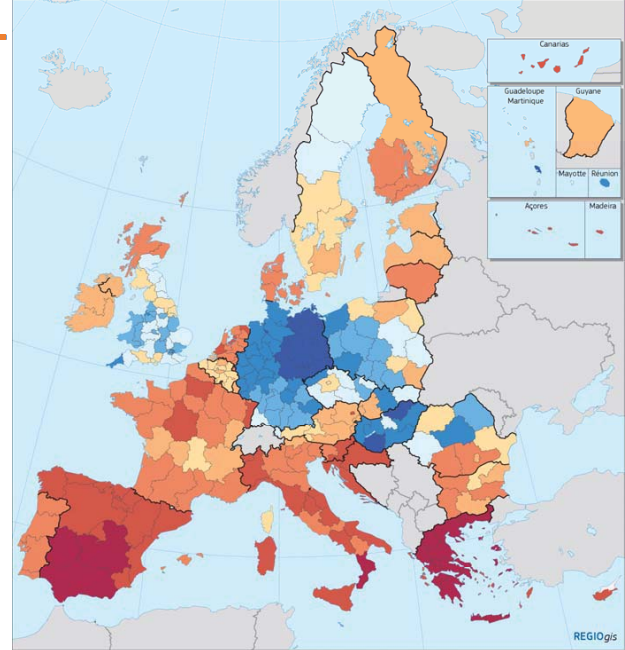 Canarias
Guadeloupe
Martinique
Guyane
Mayotte
Réunion
Açores
Madeira
REGIOgis